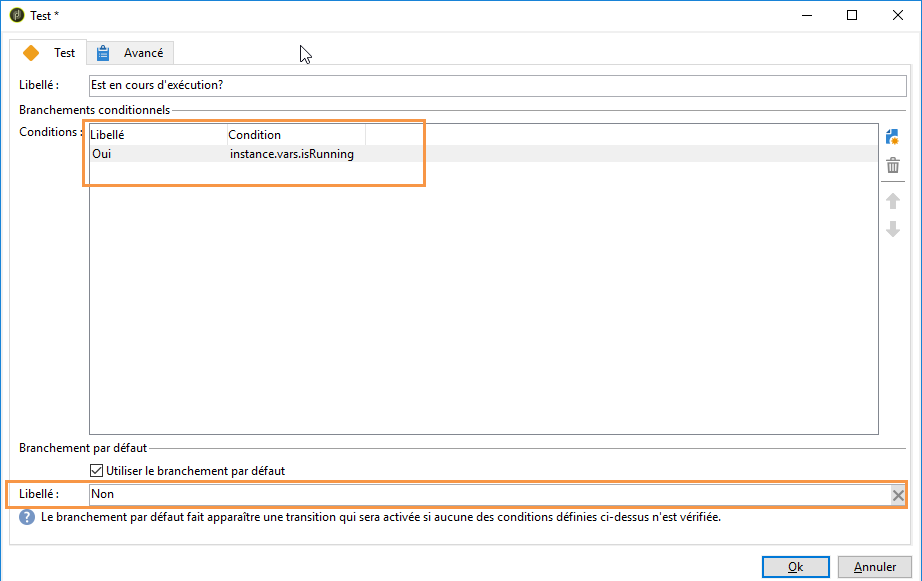 Test *
Test Avancé
Libellé : Est en cours d'exécution?
Branchements conditionnels
Conditions : Libellé Condition
Oui instance.vars.isRunning
Branchement par défaut
Utiliser le branchement par défaut
Libellé : Non
? Le branchement par défaut fait apparaître une transition qui sera activée si aucune des conditions définies ci-dessus n'est vérifiée.
Ok Annuler